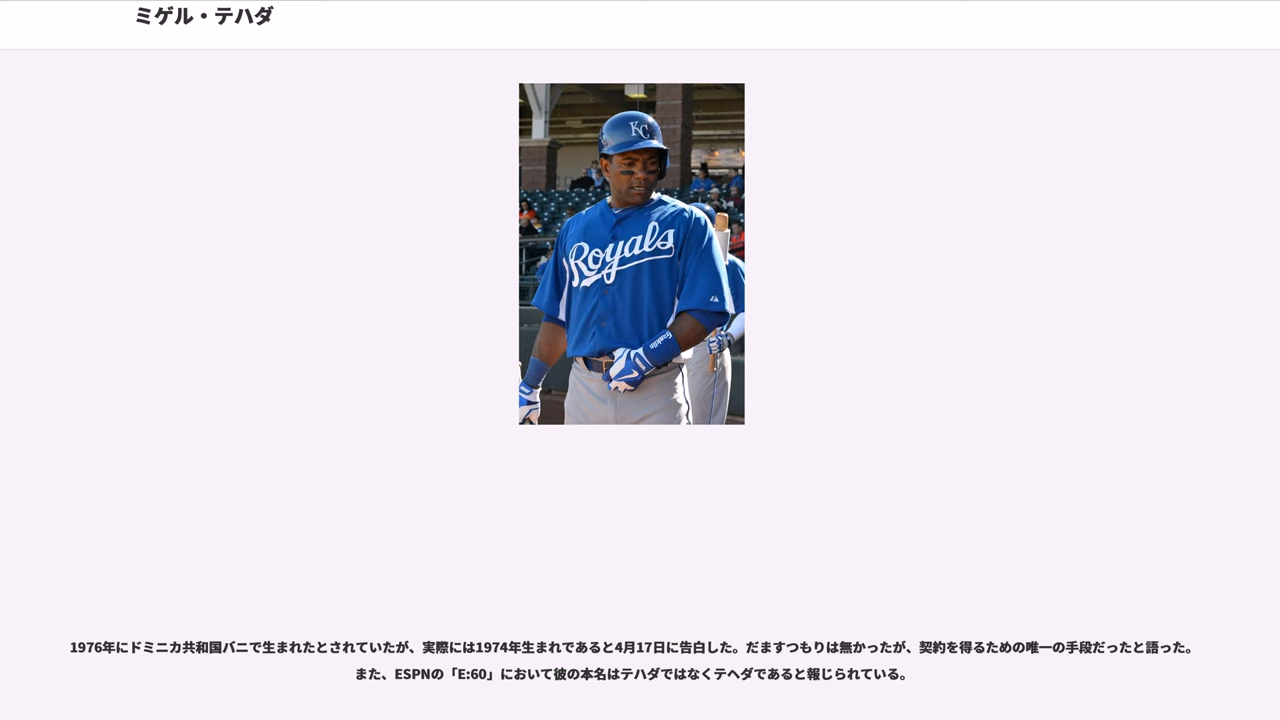 ミゲル・テハダ
KC
Royals
franklin
1976年にドミニカ共和国バニで生まれたとされていたが、実際には1974年生まれであると4月17日に告白した。だますつもりは無かったが、契約を得るための唯一の手段だったと語った。
また、ESPNの「E:60」において彼の本名はテハダではなくテヘダであると報じられている。